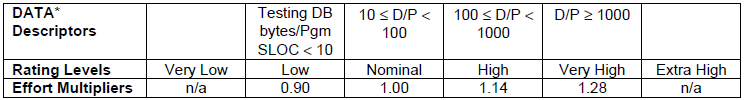 DATA* Descriptors Testing DB bytes/Pgm SLOC < 10 10 ≤ D/P < 100 100 ≤ D/P < 1000 D/P ≥ 1000
Rating Levels Very Low Low Nominal High Very High Extra High
Effort Multipliers n/a 0.90 1.00 1.14 1.28 n/a